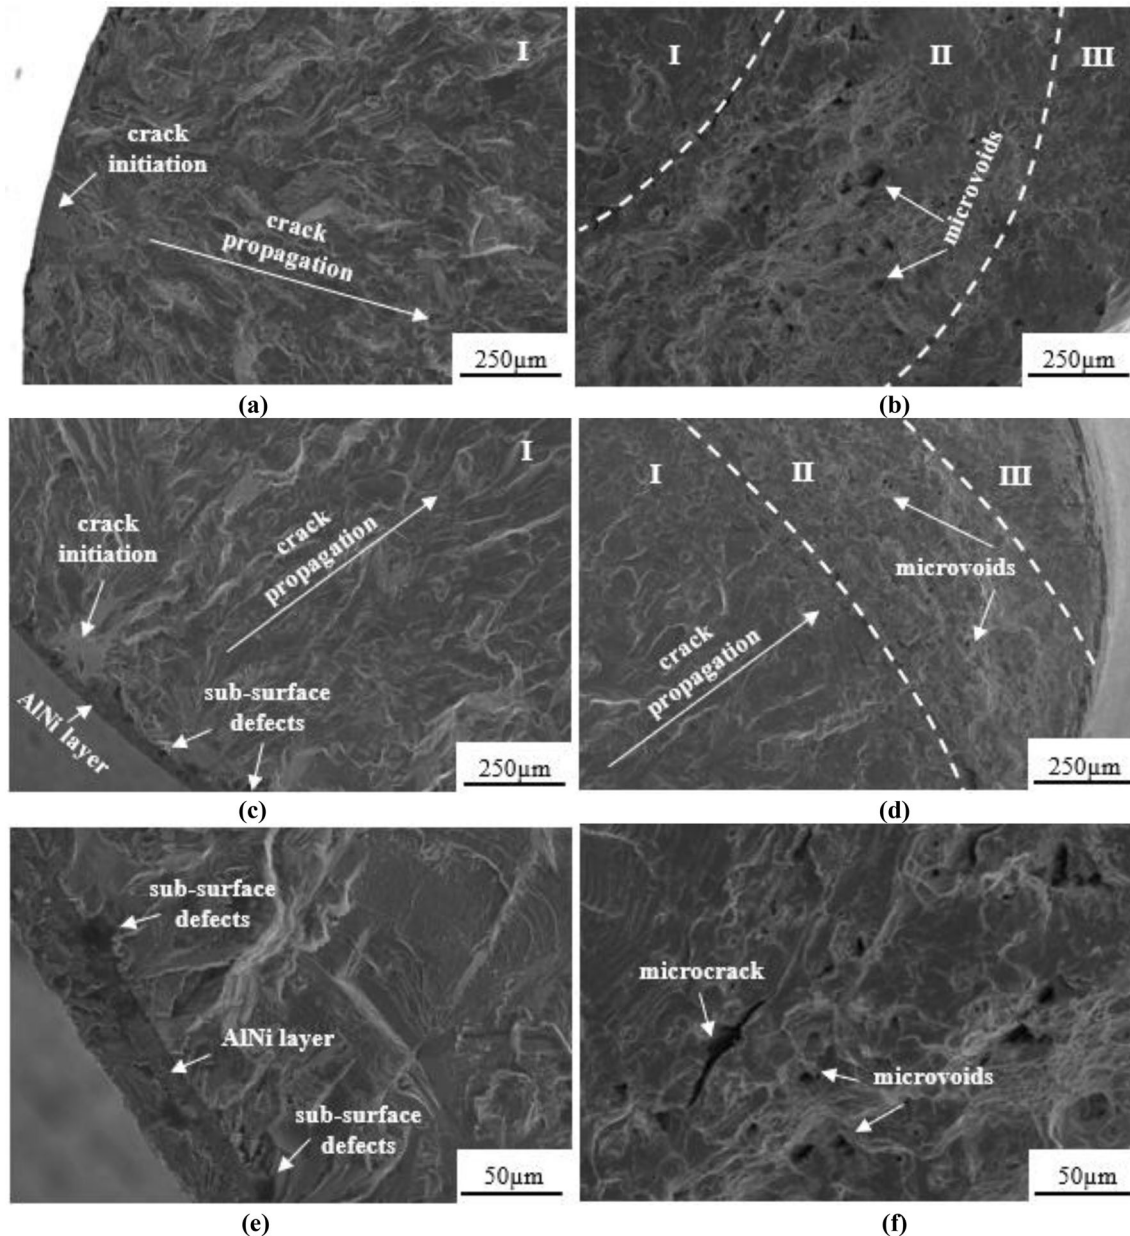 I
crack
initiation
crack
propagation
250µm
(a)
I
II
III
microvoids
250µm
(b)
I
crack
initiation
crack
propagation
sub-surface
defects
AlNi layer
250µm
(c)
I
II
III
microvoids
crack
propagation
250µm
(d)
sub-surface
defects
AlNi layer
sub-surface
defects
50µm
(e)
microcrack
microvoids
50µm
(f)